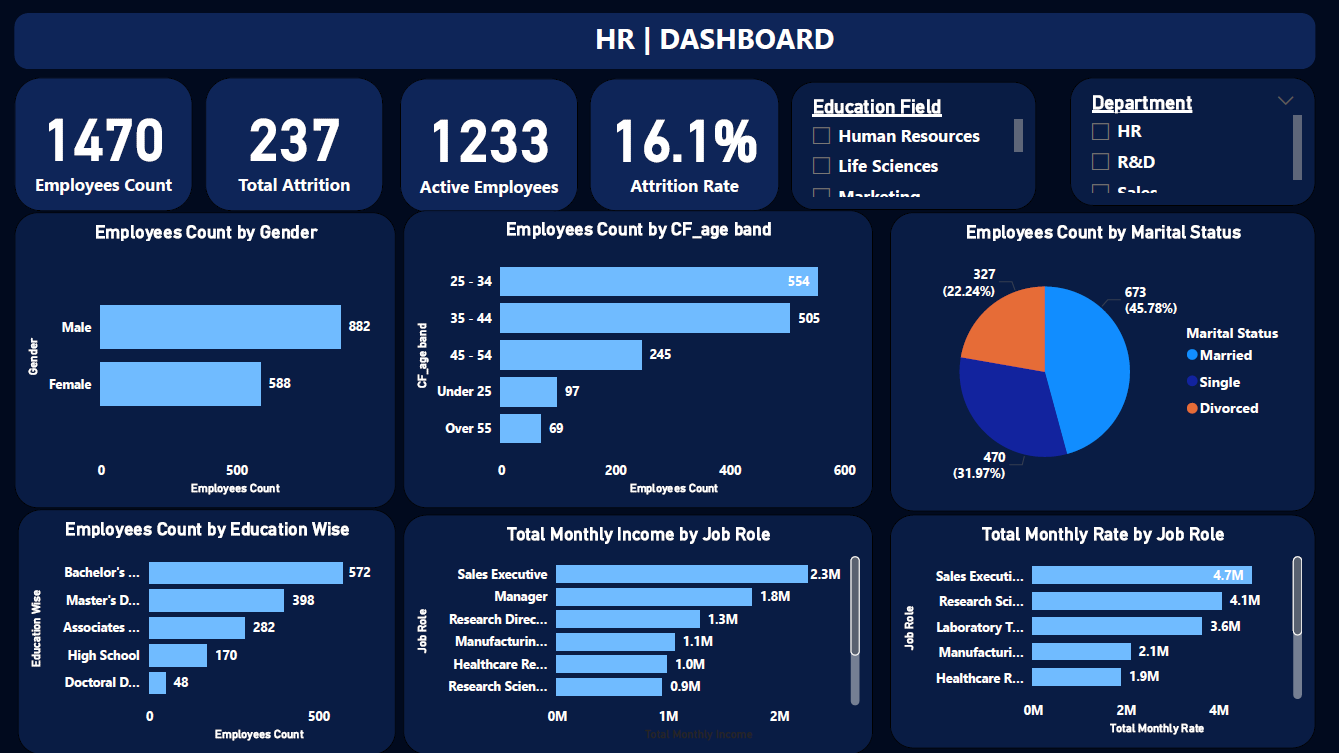 HR | DASHBOARD
1470
Employees Count
237
Total Attrition
1233
Active Employees
16.1%
Attrition Rate
Education Field
Human Resources
Life Sciences
Marketing
Department
HR
R&D
Sales
Employees Count by Gender
Gender
Male
882
Female
588
0
500
Employees Count
Employees Count by CF_age band
CF_age band
25 - 34
554
35 - 44
505
45 - 54
245
Under 25
97
Over 55
69
0
200
400
600
Employees Count
Employees Count by Marital Status
327
(22.24%)
673
(45.78%)
470
(31.97%)
Marital Status
Married
Single
Divorced
Employees Count by Education Wise
Education Wise
Bachelor's ...
572
Master's D...
398
Associates ...
282
High School
170
Doctoral D...
48
0
500
Employees Count
Total Monthly Income by Job Role
Job Role
Sales Executive
2.3M
Manager
1.8M
Research Direc...
1.3M
Manufacturin...
1.1M
Healthcare Re...
1.0M
Research Scien...
0.9M
0M
1M
2M
Total Monthly Income
Total Monthly Rate by Job Role
Job Role
Sales Executi...
4.7M
Research Sci...
4.1M
Laboratory T...
3.6M
Manufacturi...
2.1M
Healthcare R...
1.9M
0M
2M
4M
Total Monthly Rate